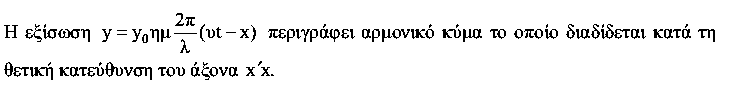 Η εξίσωση y = y₀ημ 2π/λ (υt − x) περιγράφει αρμονικό κύμα το οποίο διαδίδεται κατά τη
θετική κατεύθυνση του άξονα x΄x.